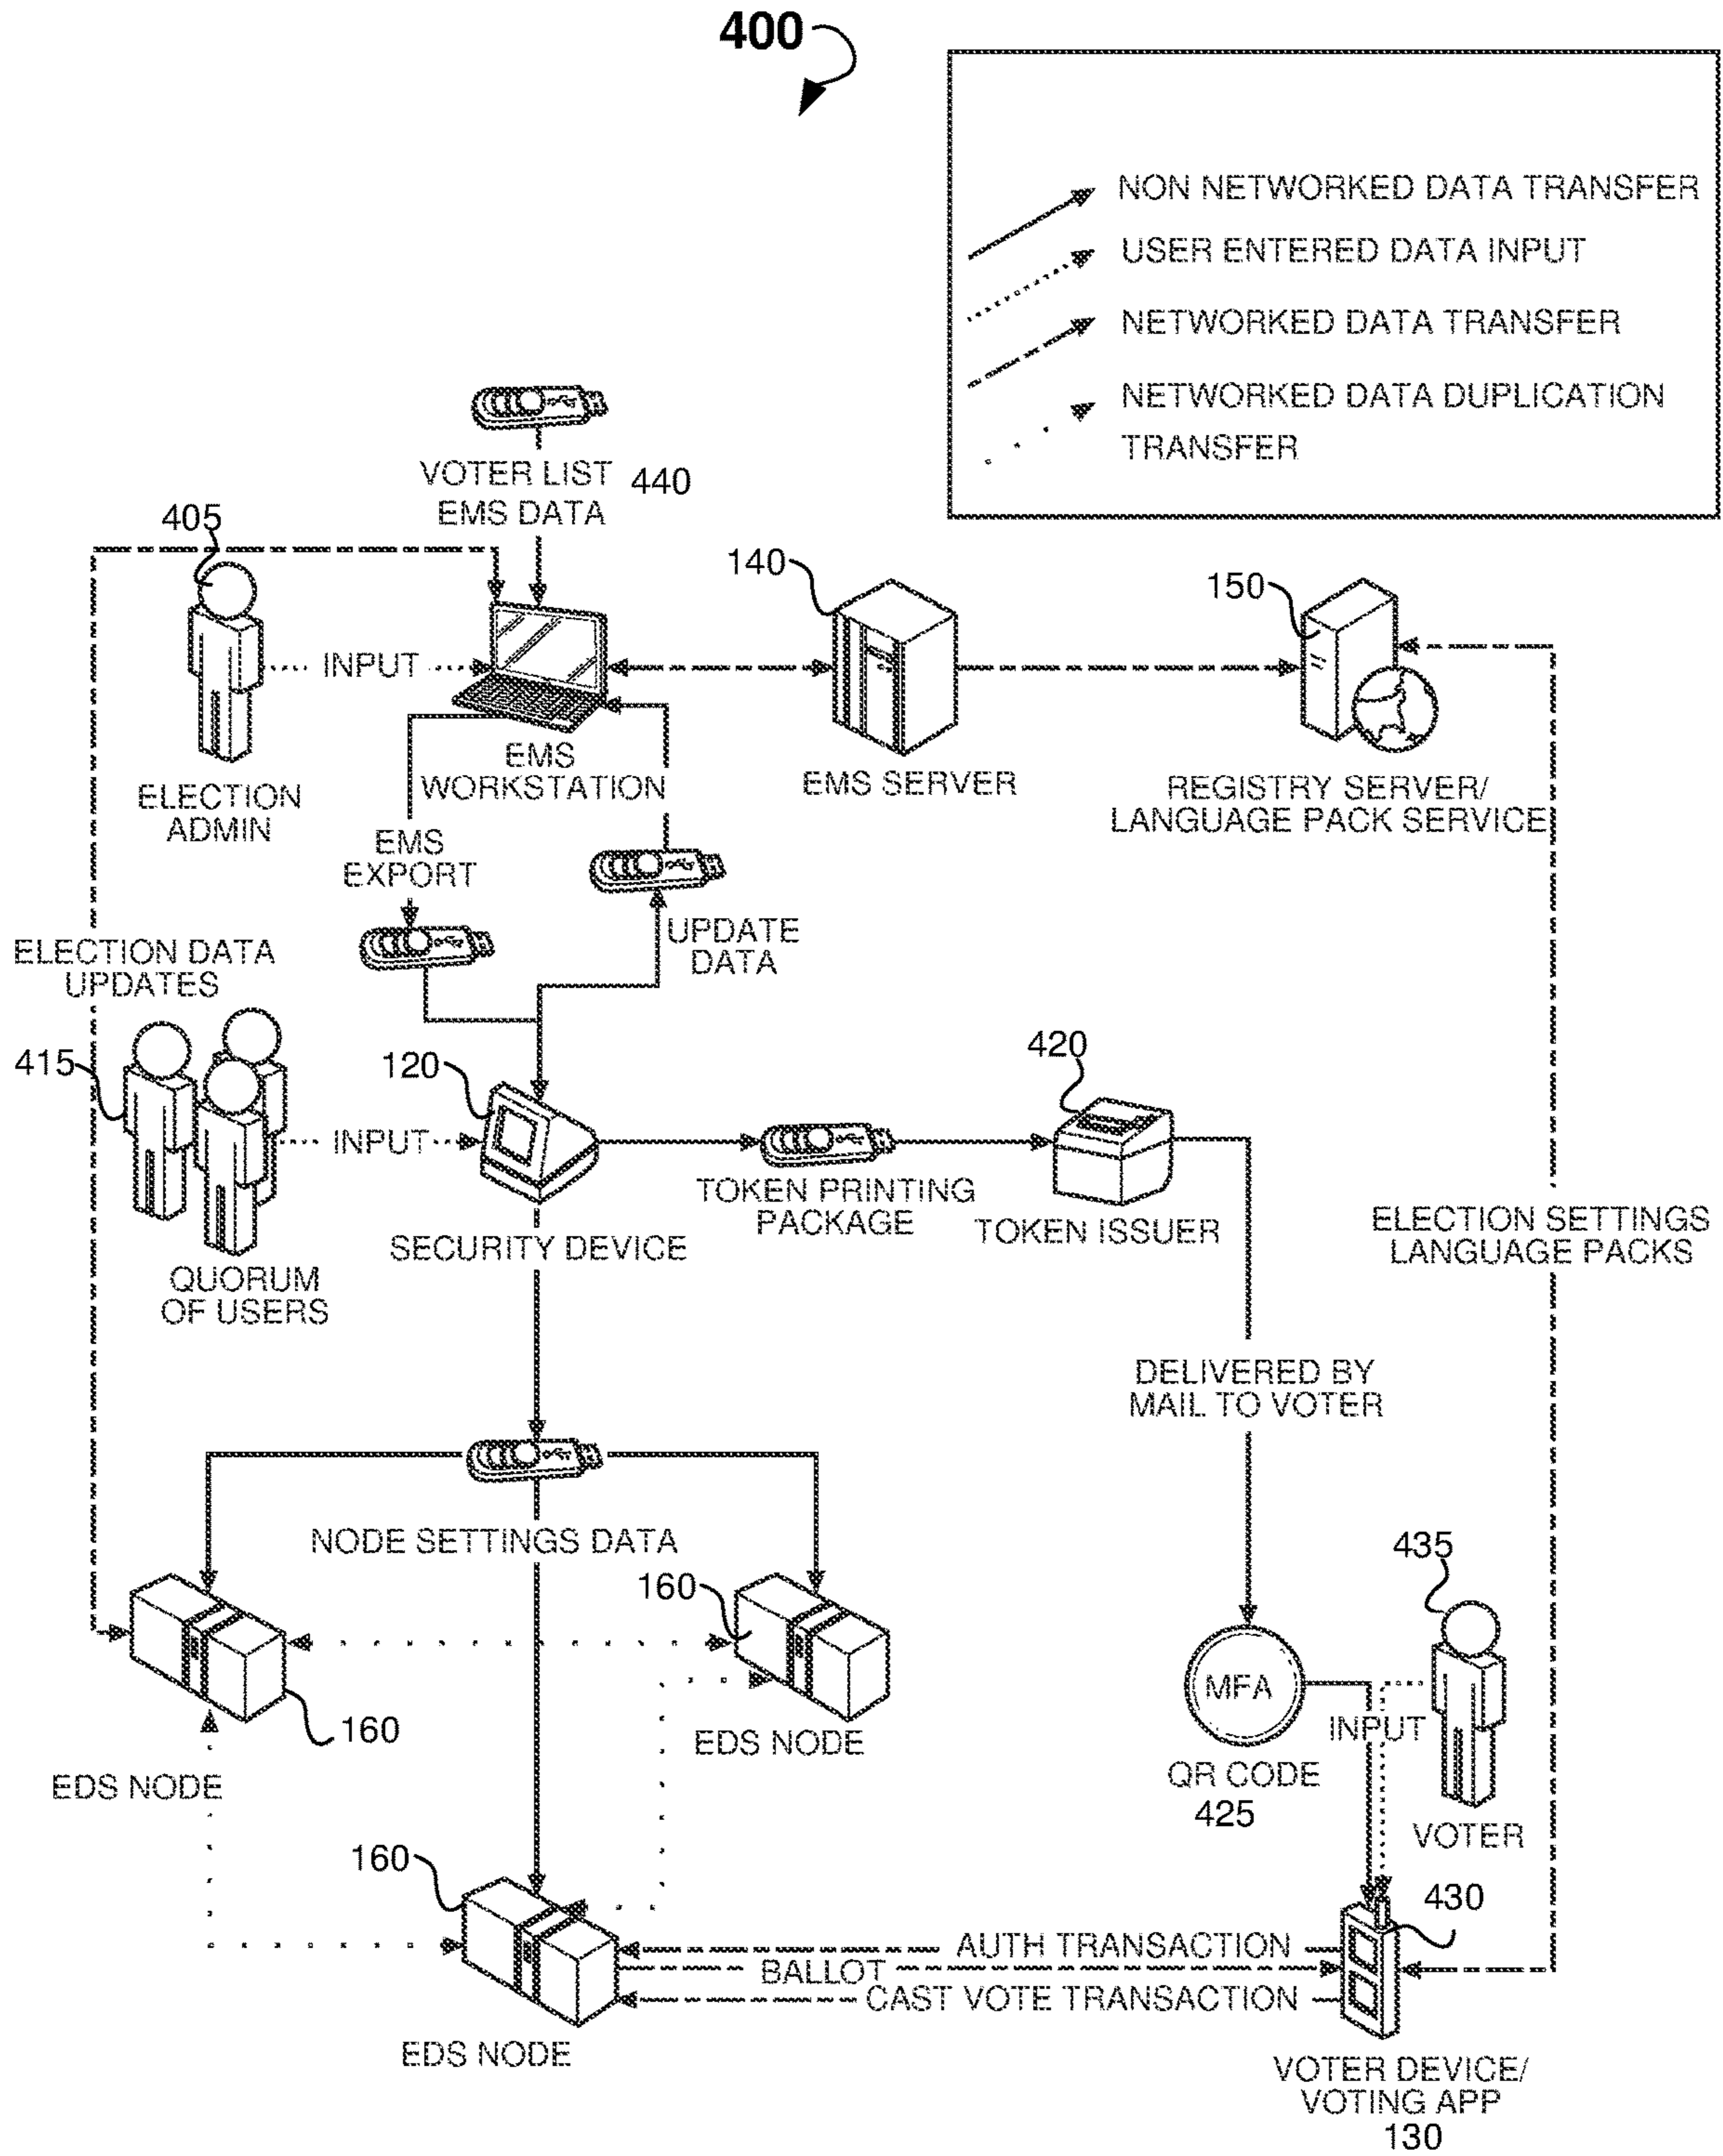 400
NON NETWORKED DATA TRANSFER
USER ENTERED DATA INPUT
NETWORKED DATA TRANSFER
NETWORKED DATA DUPLICATION
TRANSFER
VOTER LIST
EMS DATA
440
405
INPUT
ELECTION
ADMIN
EMS
WORKSTATION
140
EMS SERVER
150
REGISTRY SERVER/
LANGUAGE PACK SERVICE
EMS
EXPORT
UPDATE
DATA
ELECTION DATA
UPDATES
415
INPUT
QUORUM
OF USERS
120
SECURITY DEVICE
TOKEN PRINTING
PACKAGE
420
TOKEN ISSUER
ELECTION SETTINGS
LANGUAGE PACKS
DELIVERED BY
MAIL TO VOTER
NODE SETTINGS DATA
160
EDS NODE
160
EDS NODE
MFA
QR CODE
425
INPUT
435
VOTER
160
EDS NODE
AUTH TRANSACTION
BALLOT
CAST VOTE TRANSACTION
430
VOTER DEVICE/
VOTING APP
130